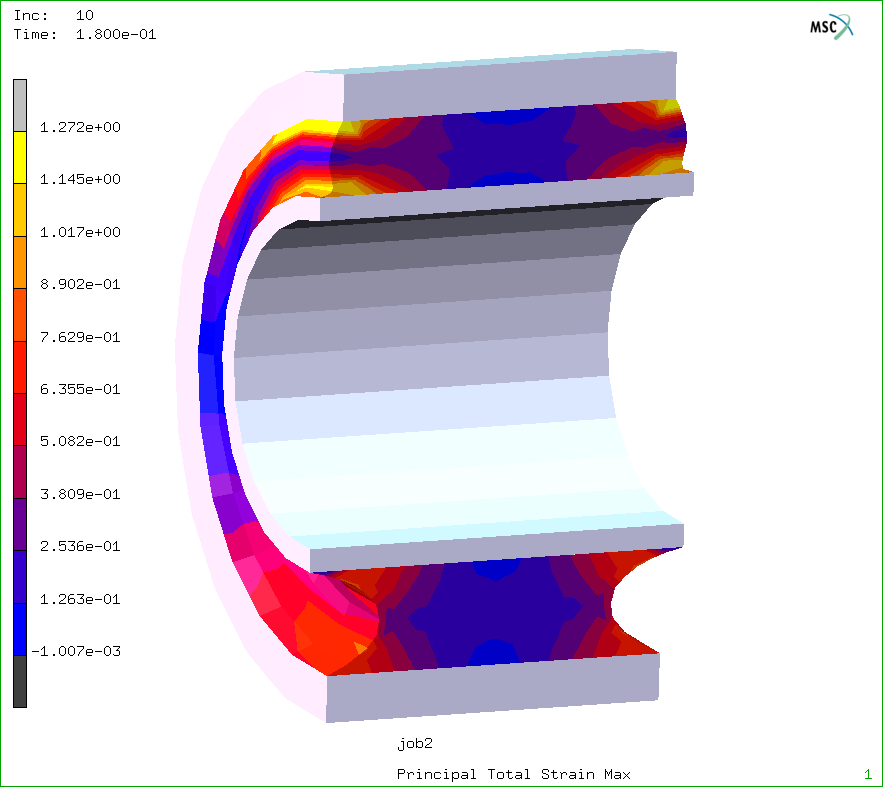 Inc: 10
Time: 1.800e-01
MSC
1.272e+00
1.145e+00
1.017e+00
8.902e-01
7.629e-01
6.355e-01
5.082e-01
3.809e-01
2.536e-01
1.263e-01
-1.007e-03
job2
Principal Total Strain Max
1